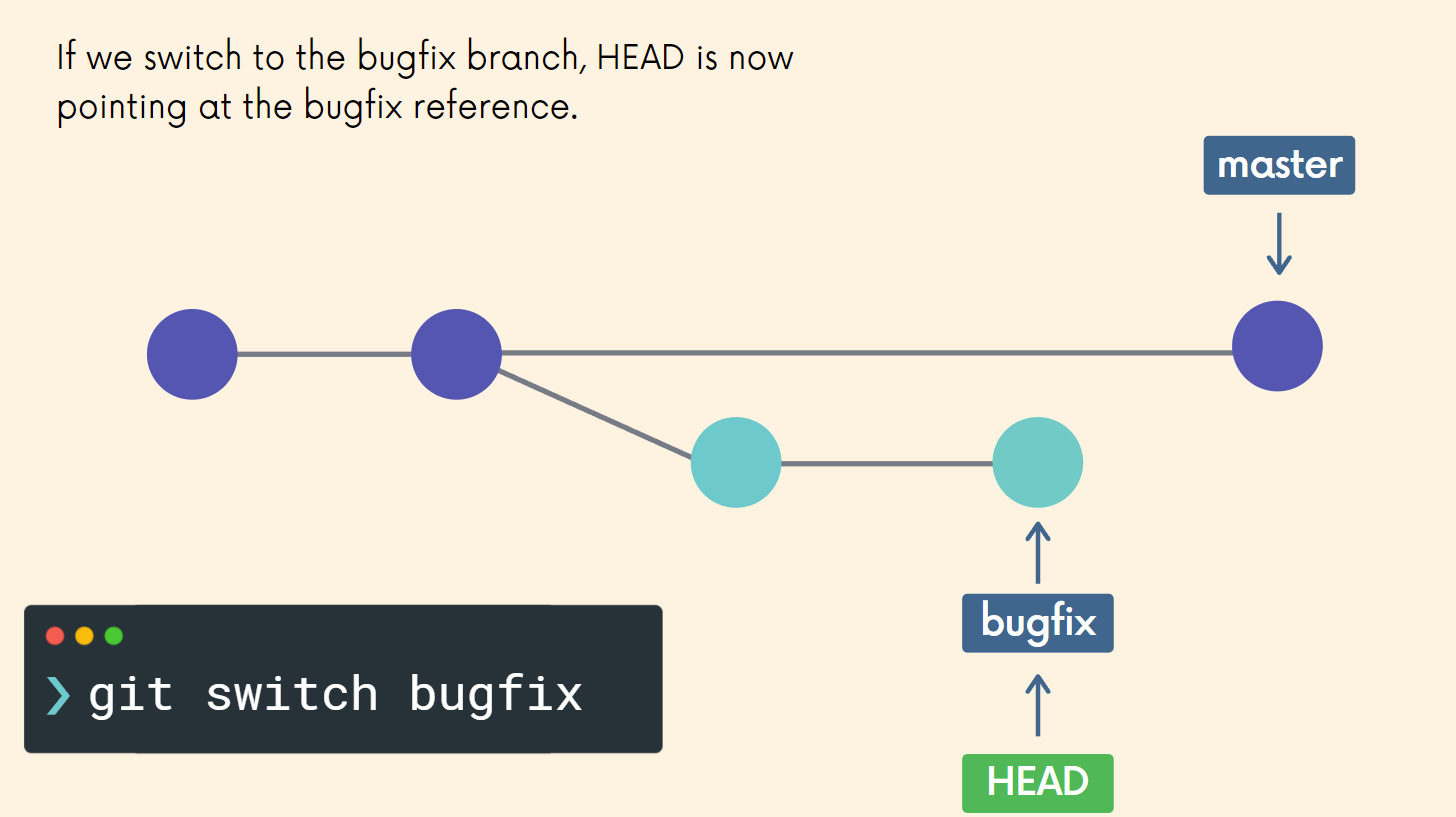 If we switch to the bugfix branch, HEAD is now
pointing at the bugfix reference.
master
bugfix
❯ git switch bugfix
HEAD